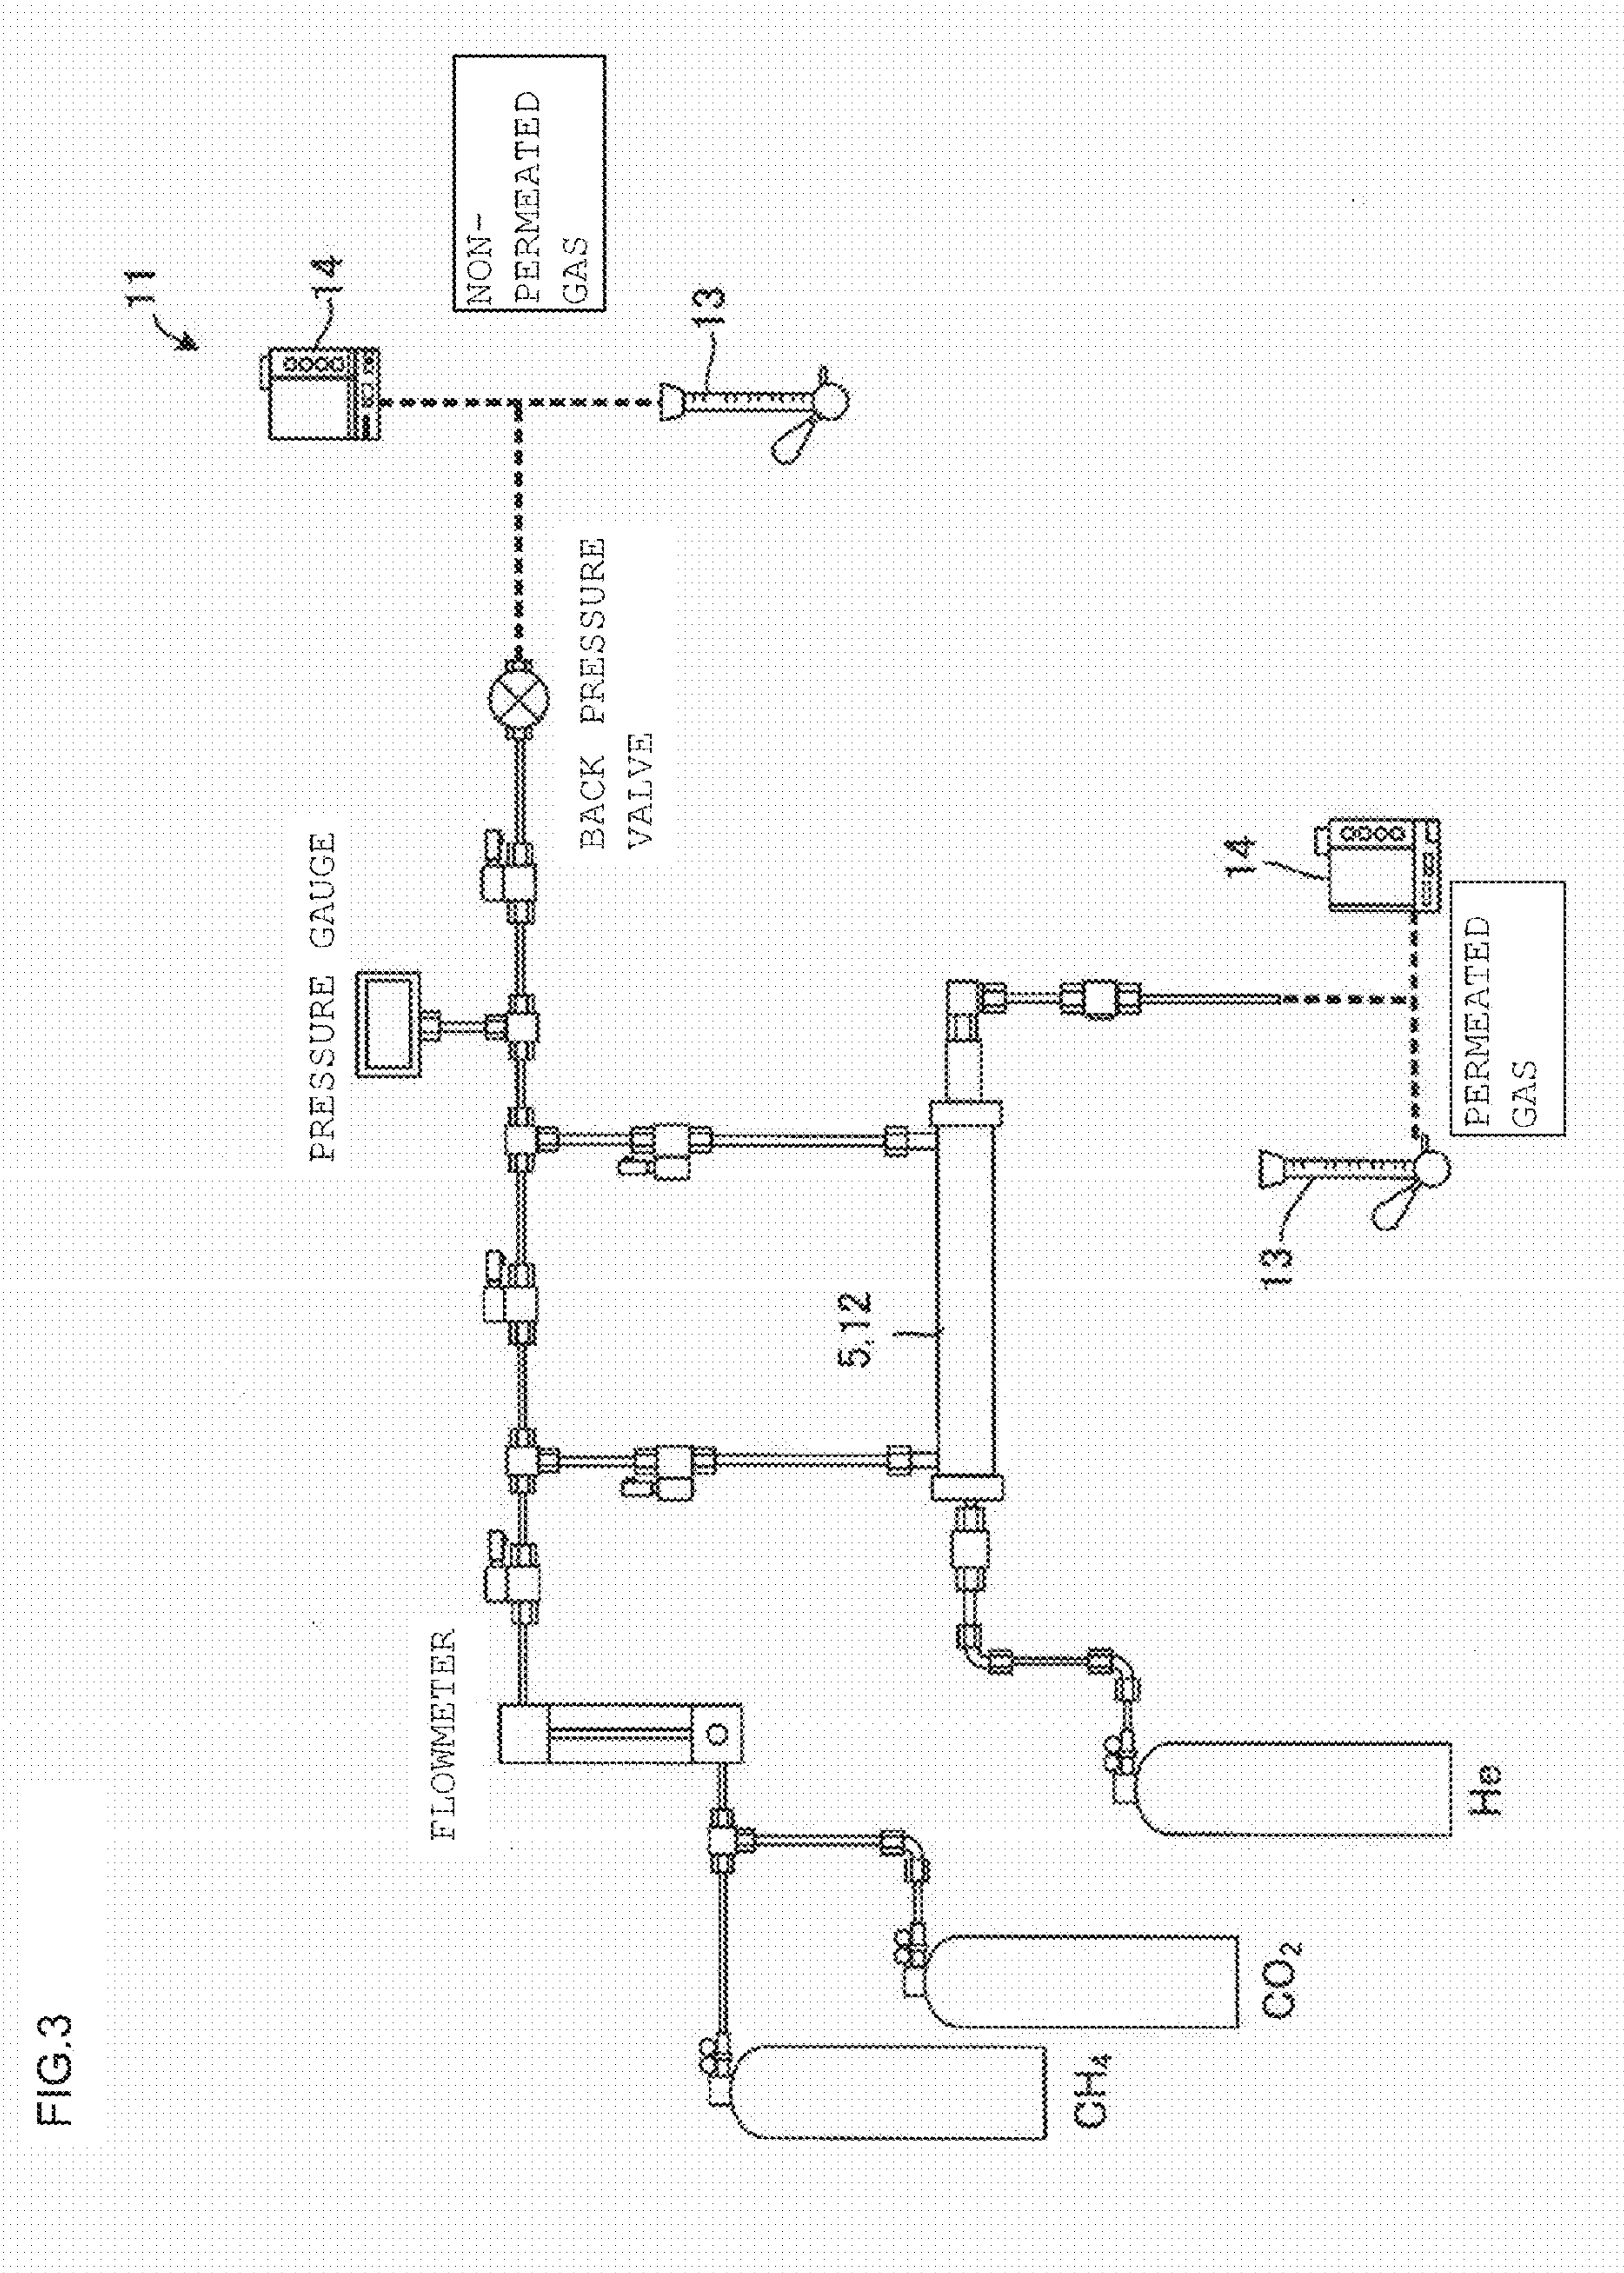 FIG.3
11
14
NON-
PERMEATED
GAS
13
PRESSURE GAUGE
BACK PRESSURE
VALVE
FLOWMETER
5,12
14
PERMEATED
GAS
13
CH₄
CO₂
He